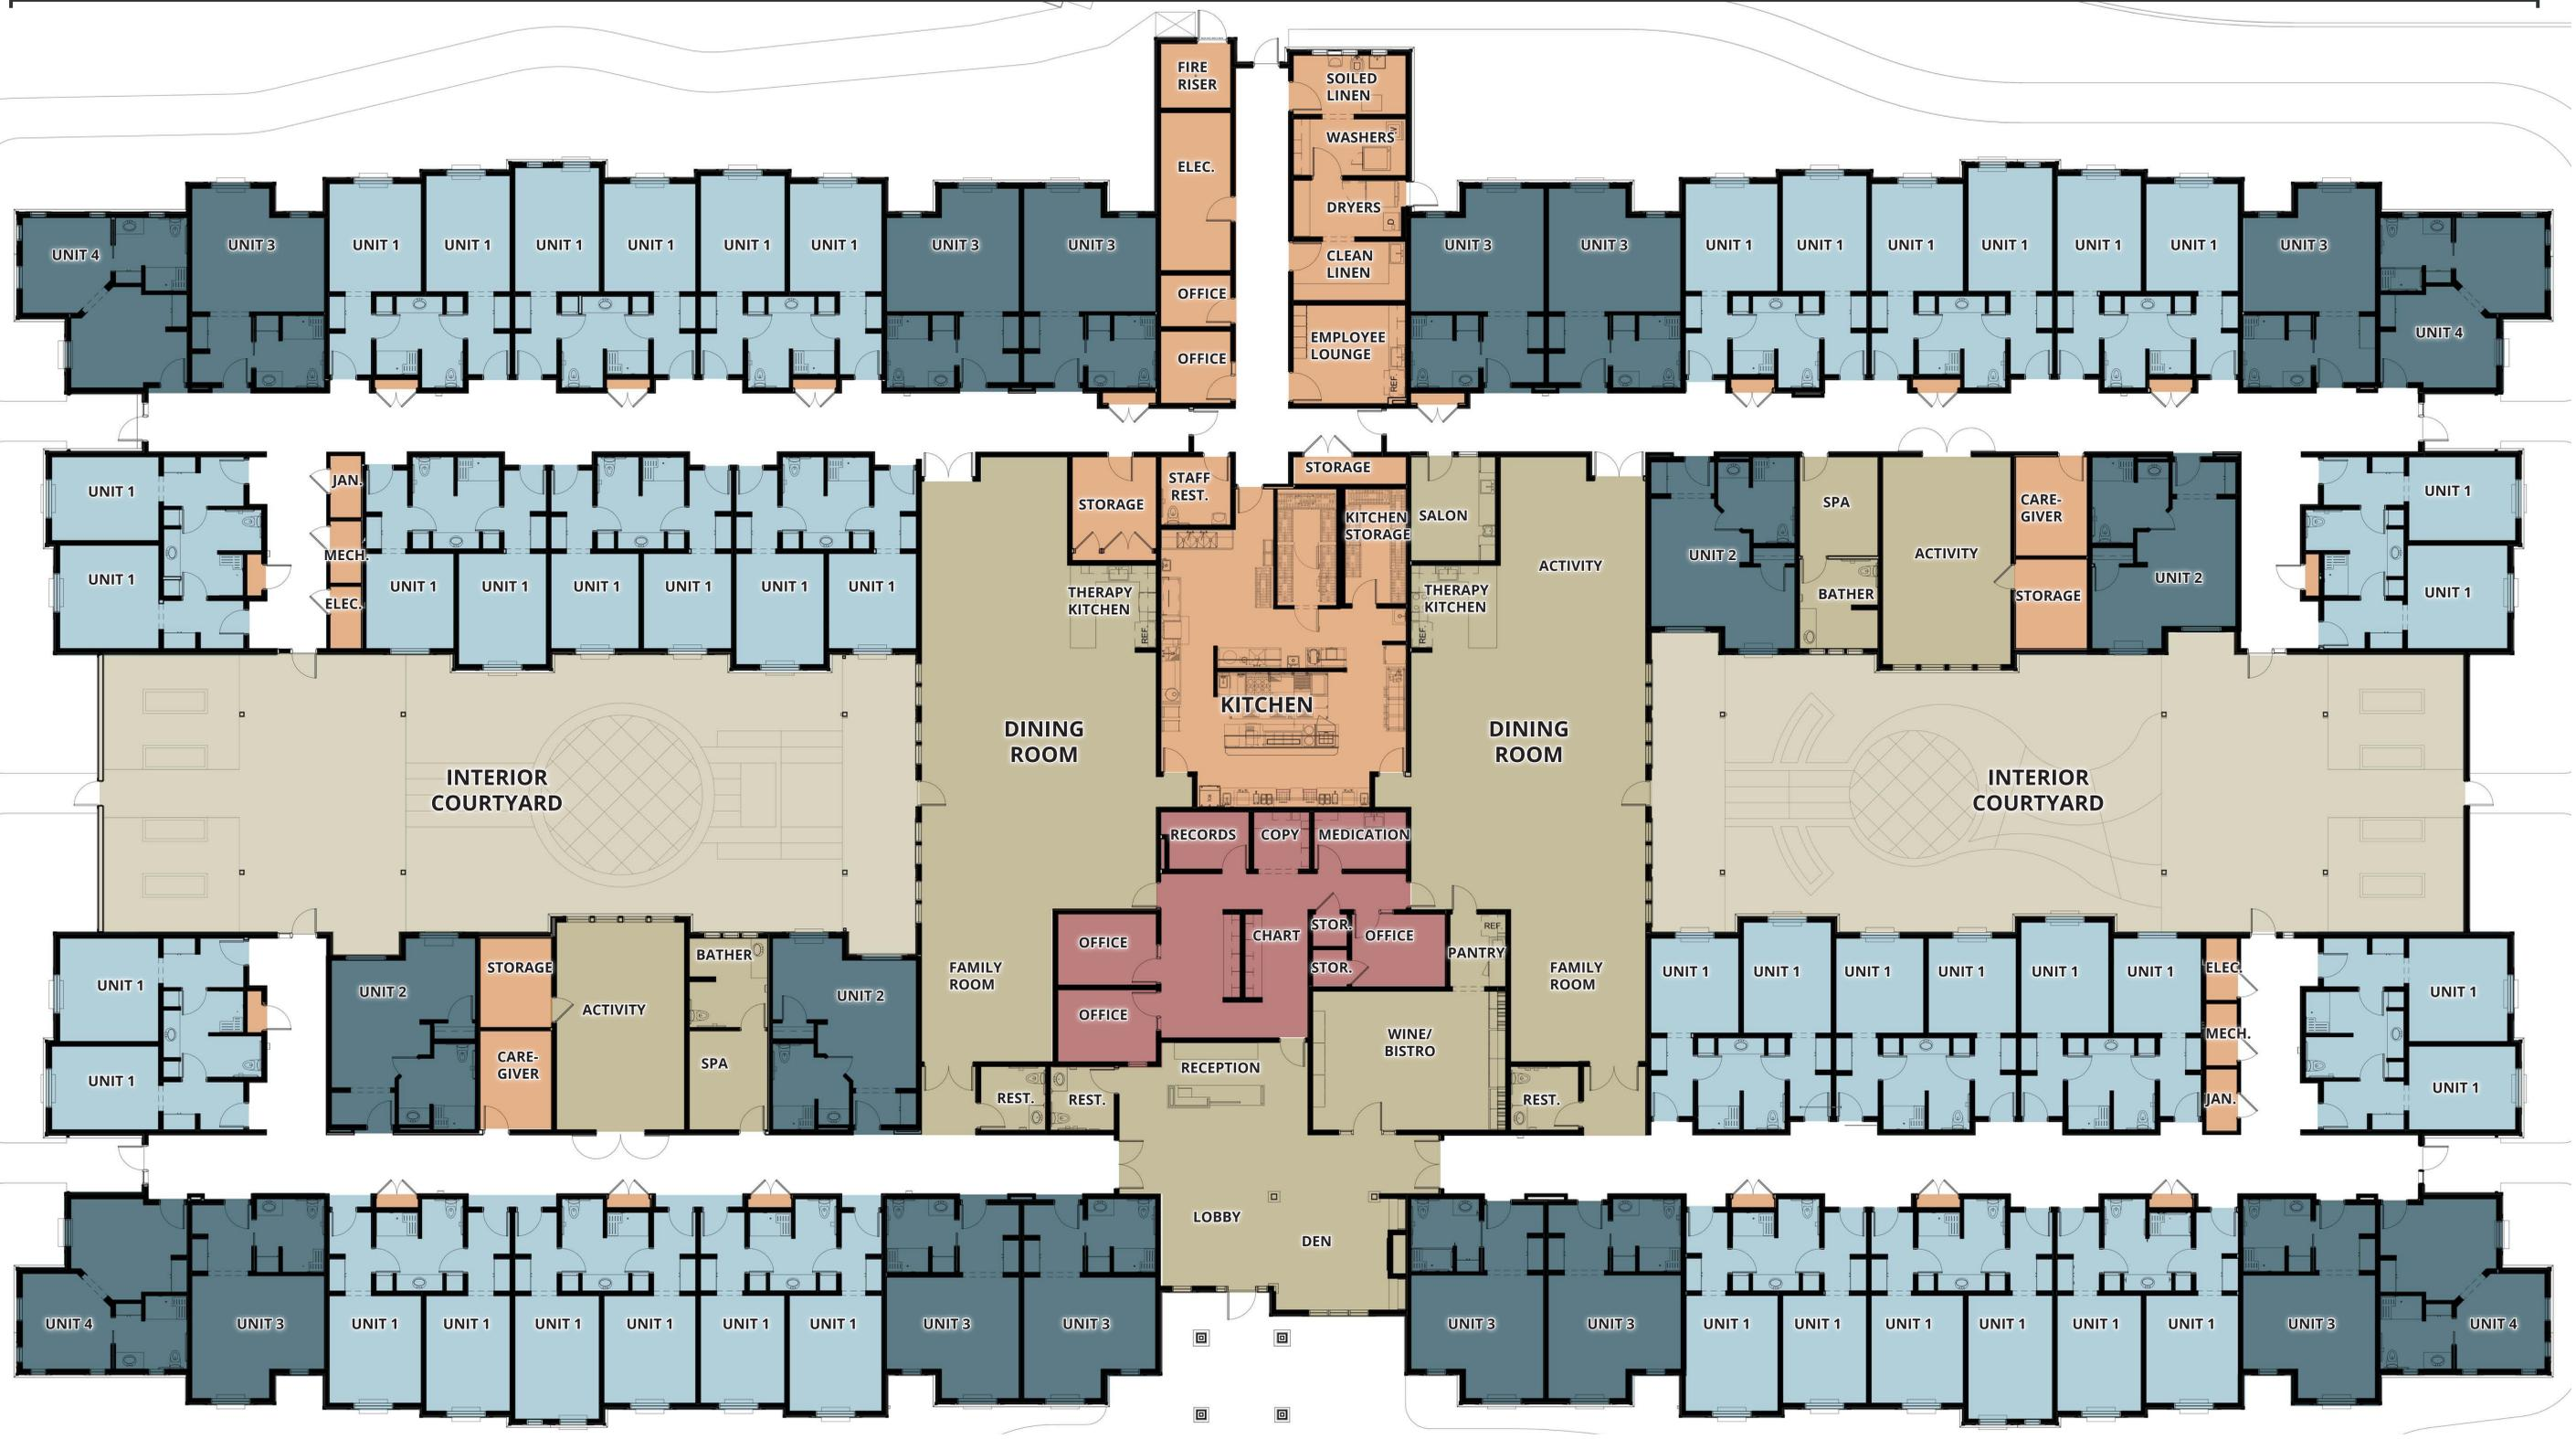 FIRE
RISER
SOILED
LINEN
WASHERS
ELEC.
DRYERS
UNIT 4
UNIT 3
UNIT 1
UNIT 1
UNIT 1
UNIT 1
UNIT 1
UNIT 1
UNIT 3
UNIT 3
CLEAN
LINEN
UNIT 3
UNIT 3
UNIT 1
UNIT 1
UNIT 1
UNIT 1
UNIT 1
UNIT 1
UNIT 3
UNIT 4
OFFICE
OFFICE
EMPLOYEE
LOUNGE
REF.
D
UNIT 1
UNIT 1
JAN.
MECH.
ELEC.
UNIT 1
UNIT 1
UNIT 1
UNIT 1
UNIT 1
UNIT 1
STORAGE
STAFF
REST.
STORAGE
KITCHEN
STORAGE
SALON
THERAPY
KITCHEN
REF.
THERAPY
KITCHEN
REF.
ACTIVITY
UNIT 2
SPA
BATHER
ACTIVITY
CARE-
GIVER
STORAGE
UNIT 2
UNIT 1
UNIT 1
INTERIOR
COURTYARD
DINING
ROOM
KITCHEN
DINING
ROOM
INTERIOR
COURTYARD
RECORDS
COPY
MEDICATION
OFFICE
OFFICE
CHART
STOR.
STOR.
OFFICE
REF.
PANTRY
FAMILY
ROOM
FAMILY
ROOM
UNIT 1
UNIT 1
UNIT 2
STORAGE
CARE-
GIVER
ACTIVITY
BATHER
SPA
UNIT 2
REST.
REST.
RECEPTION
WINE/
BISTRO
REST.
UNIT 1
UNIT 1
UNIT 1
UNIT 1
UNIT 1
UNIT 1
ELEC.
MECH.
JAN.
UNIT 1
UNIT 1
LOBBY
DEN
UNIT 4
UNIT 3
UNIT 1
UNIT 1
UNIT 1
UNIT 1
UNIT 1
UNIT 1
UNIT 3
UNIT 3
UNIT 3
UNIT 3
UNIT 1
UNIT 1
UNIT 1
UNIT 1
UNIT 1
UNIT 1
UNIT 3
UNIT 4